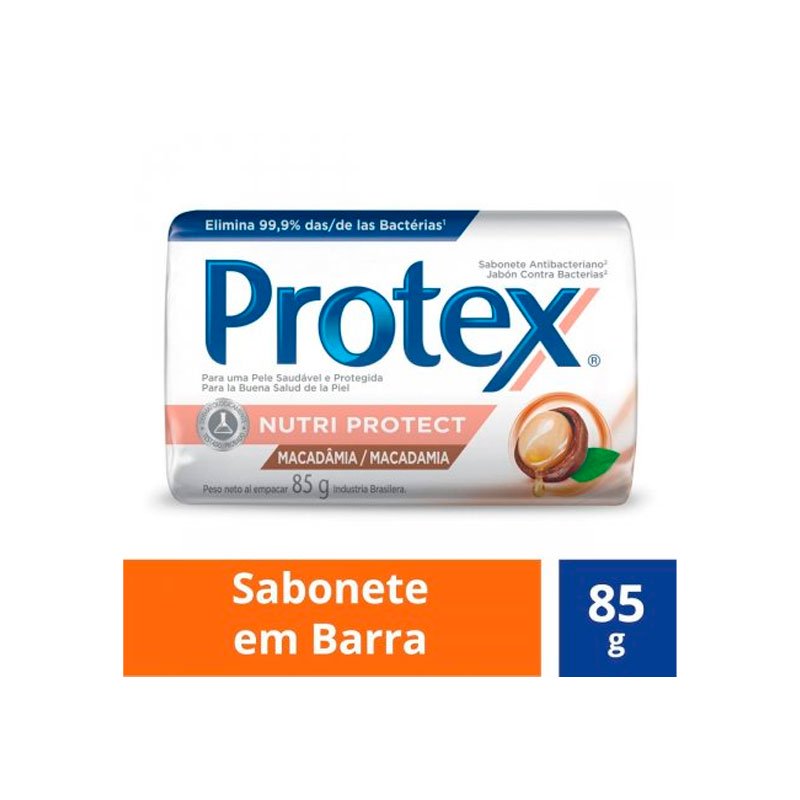 Elimina 99,9% das/de las Bactérias¹
Sabonete Antibacteriano²
Jabón Contra Bacterias²
Protex®
Para uma Pele Saudável e Protegida
Para la Buena Salud de la Piel
NUTRI PROTECT
MACADÂMIA / MACADAMIA
Peso neto al empacar 85 g Industria Brasilera.
Sabonete
em Barra
85
g